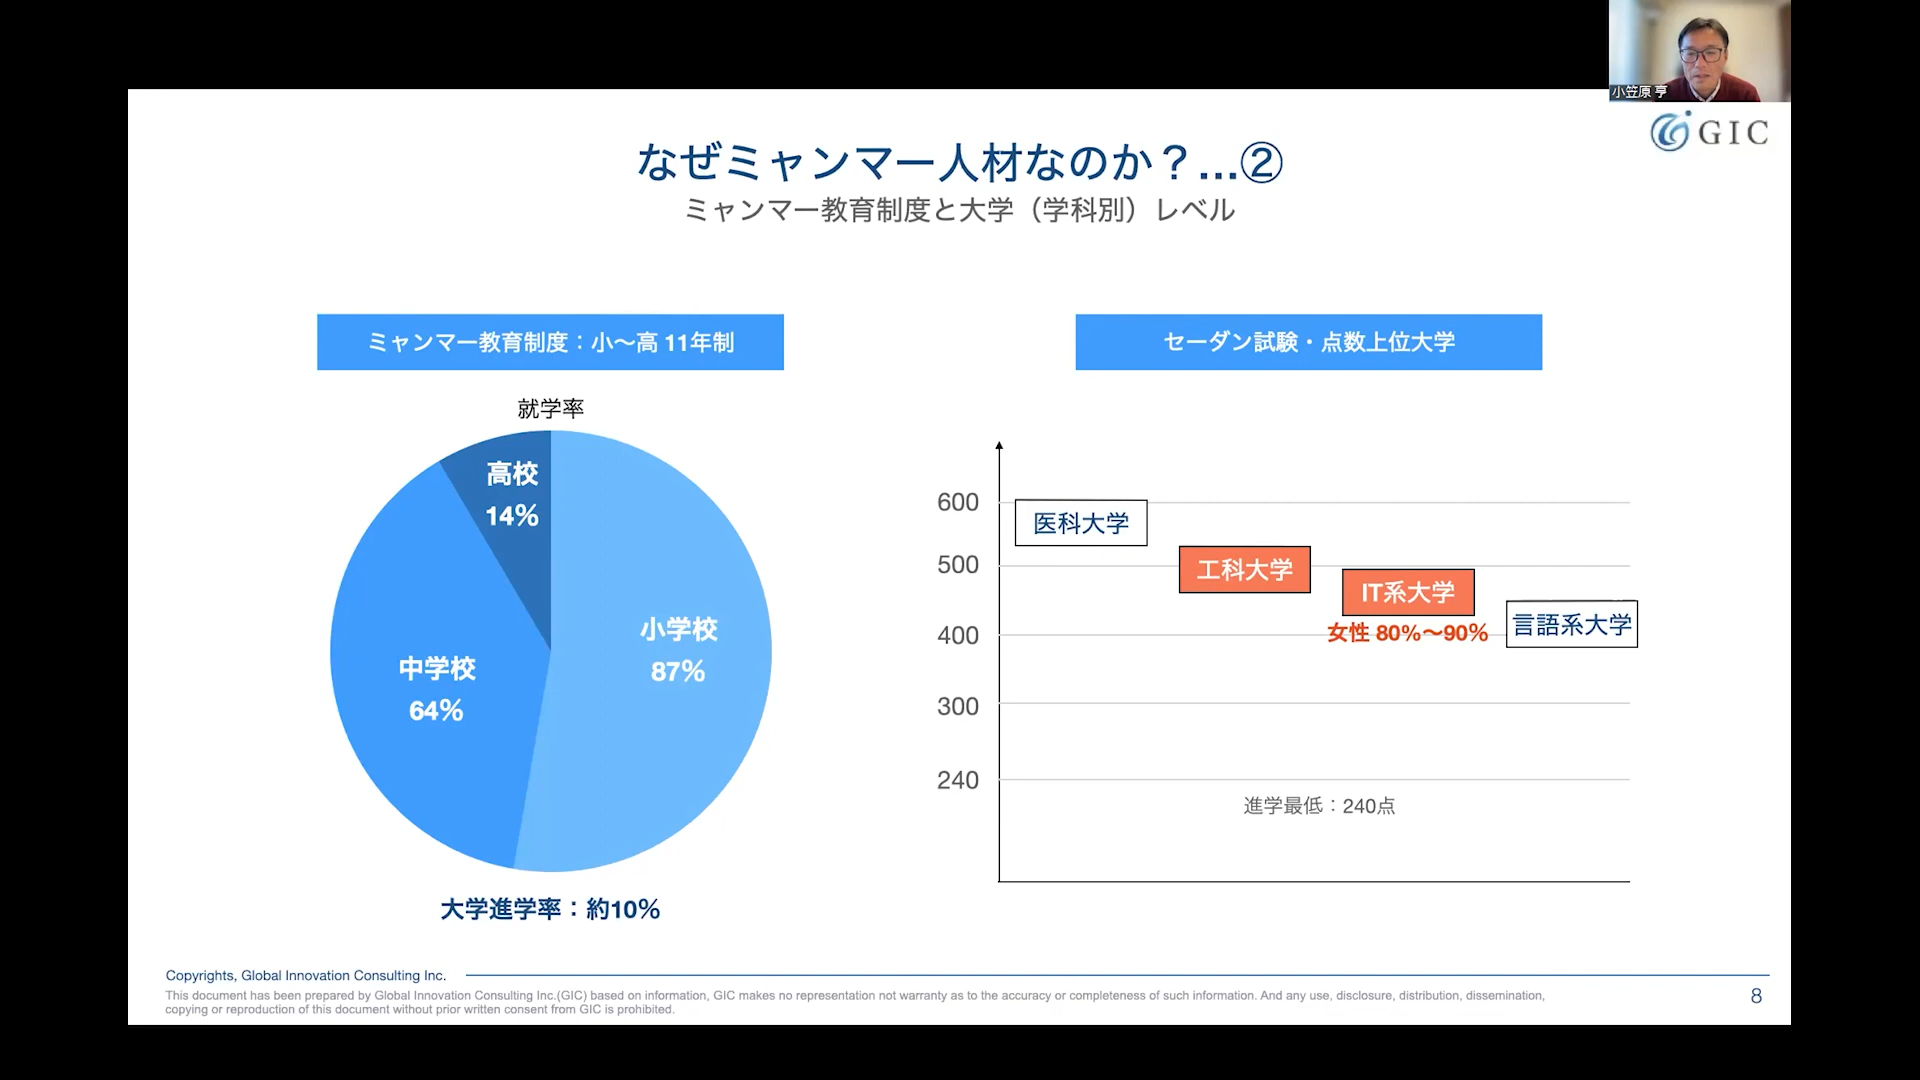 小笠原 亨
GIC
なぜミャンマー人材なのか？...②
ミャンマー教育制度と大学（学科別）レベル
ミャンマー教育制度：小〜高 11年制
就学率
高校
14%
小学校
87%
中学校
64%
大学進学率：約10%
セーダン試験・点数上位大学
600
500
400
300
240
医科大学
工科大学
IT系大学
女性 80%〜90%
言語系大学
進学最低：240点
Copyrights, Global Innovation Consulting Inc.
This document has been prepared by Global Innovation Consulting Inc.(GIC) based on information, GIC makes no representation not warranty as to the accuracy or completeness of such information. And any use, disclosure, distribution, dissemination,
copying or reproduction of this document without prior written consent from GIC is prohibited.
8